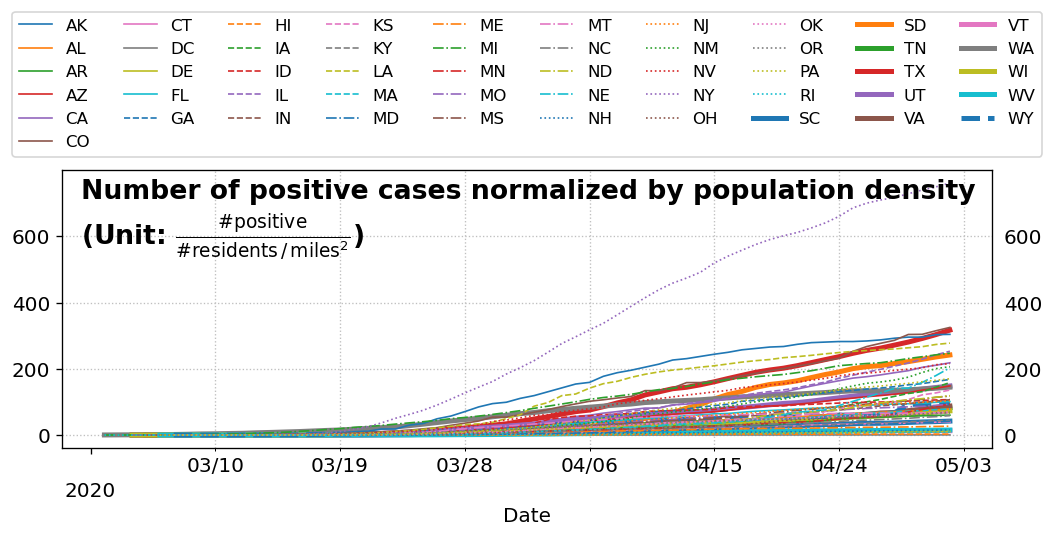 AK CT HI KS ME MT NJ OK SD VT
AL DC IA KY MI NC NM OR TN WA
AR DE ID LA MN ND NV PA TX WI
AZ FL IL MA MO NE NY RI UT WV
CA GA IN MD MS NH OH SC VA WY
CO
Number of positive cases normalized by population density
(Unit: #positive / #residents / miles²)
600 600
400 400
200 200
0 0
03/10 03/19 03/28 04/06 04/15 04/24 05/03
2020
Date